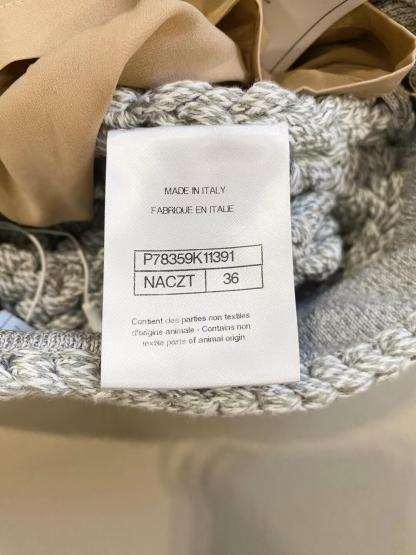 MADE IN ITALY
FABRIQUE EN ITALIE
P78359K11391
NACZT 36
Contient des parties non textiles
d'origine animale - Contains non
textile parts of animal origin